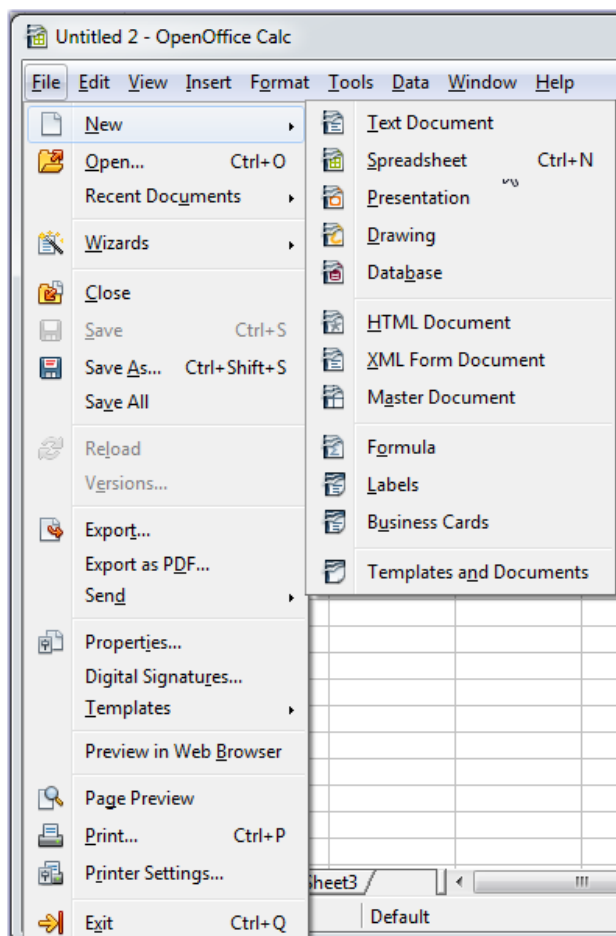 Untitled 2 - OpenOffice Calc
File Edit View Insert Format Tools Data Window Help
New
Open... Ctrl+O
Recent Documents
Wizards
Close
Save Ctrl+S
Save As... Ctrl+Shift+S
Save All
Reload
Versions...
Export...
Export as PDF...
Send
Properties...
Digital Signatures...
Templates
Preview in Web Browser
Page Preview
Print... Ctrl+P
Printer Settings...
Exit Ctrl+Q
Text Document
Spreadsheet Ctrl+N
Presentation
Drawing
Database
HTML Document
XML Form Document
Master Document
Formula
Labels
Business Cards
Templates and Documents
Sheet3
Default